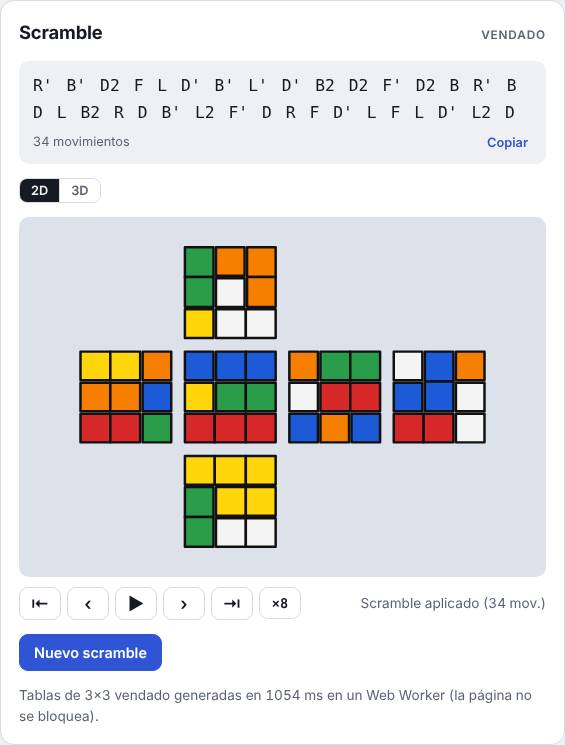 Scramble
VENDADO
R' B' D2 F L D' B' L' D' B2 D2 F' D2 B R' B
D L B2 R D B' L2 F' D R F D' L F L D' L2 D
34 movimientos
Copiar
2D 3D
×8
Scramble aplicado (34 mov.)
Nuevo scramble
Tablas de 3×3 vendado generadas en 1054 ms en un Web Worker (la página no
se bloquea).